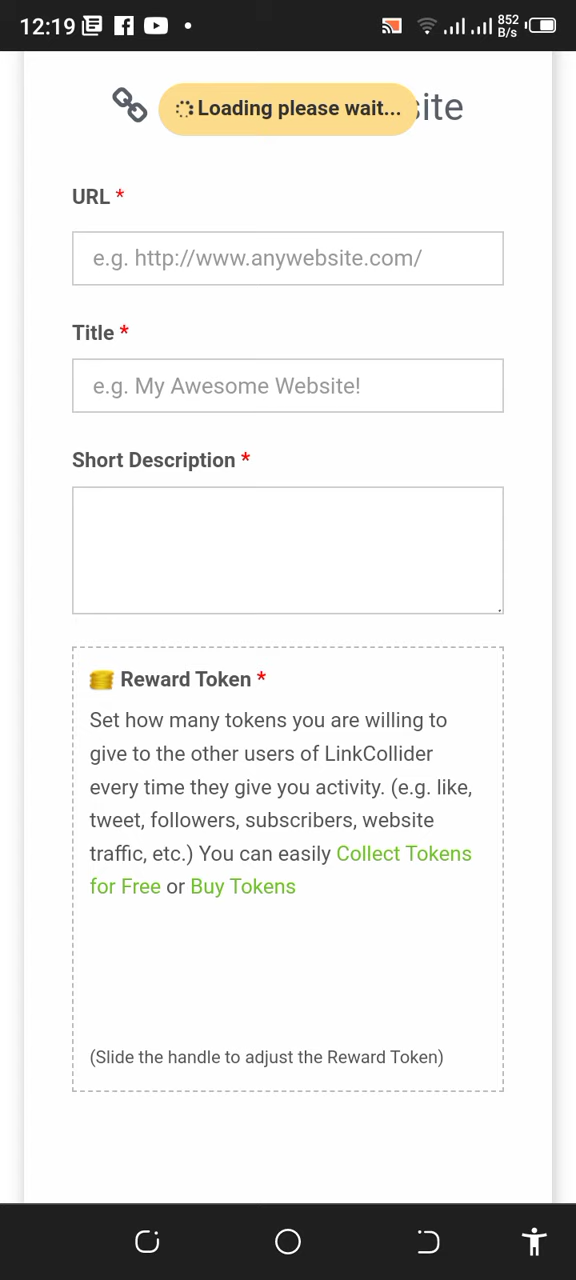 12:19
852
B/s
Loading please wait...
site
URL *
e.g. http://www.anywebsite.com/
Title *
e.g. My Awesome Website!
Short Description *
Reward Token *
Set how many tokens you are willing to
give to the other users of LinkCollider
every time they give you activity. (e.g. like,
tweet, followers, subscribers, website
traffic, etc.) You can easily Collect Tokens
for Free or Buy Tokens
(Slide the handle to adjust the Reward Token)